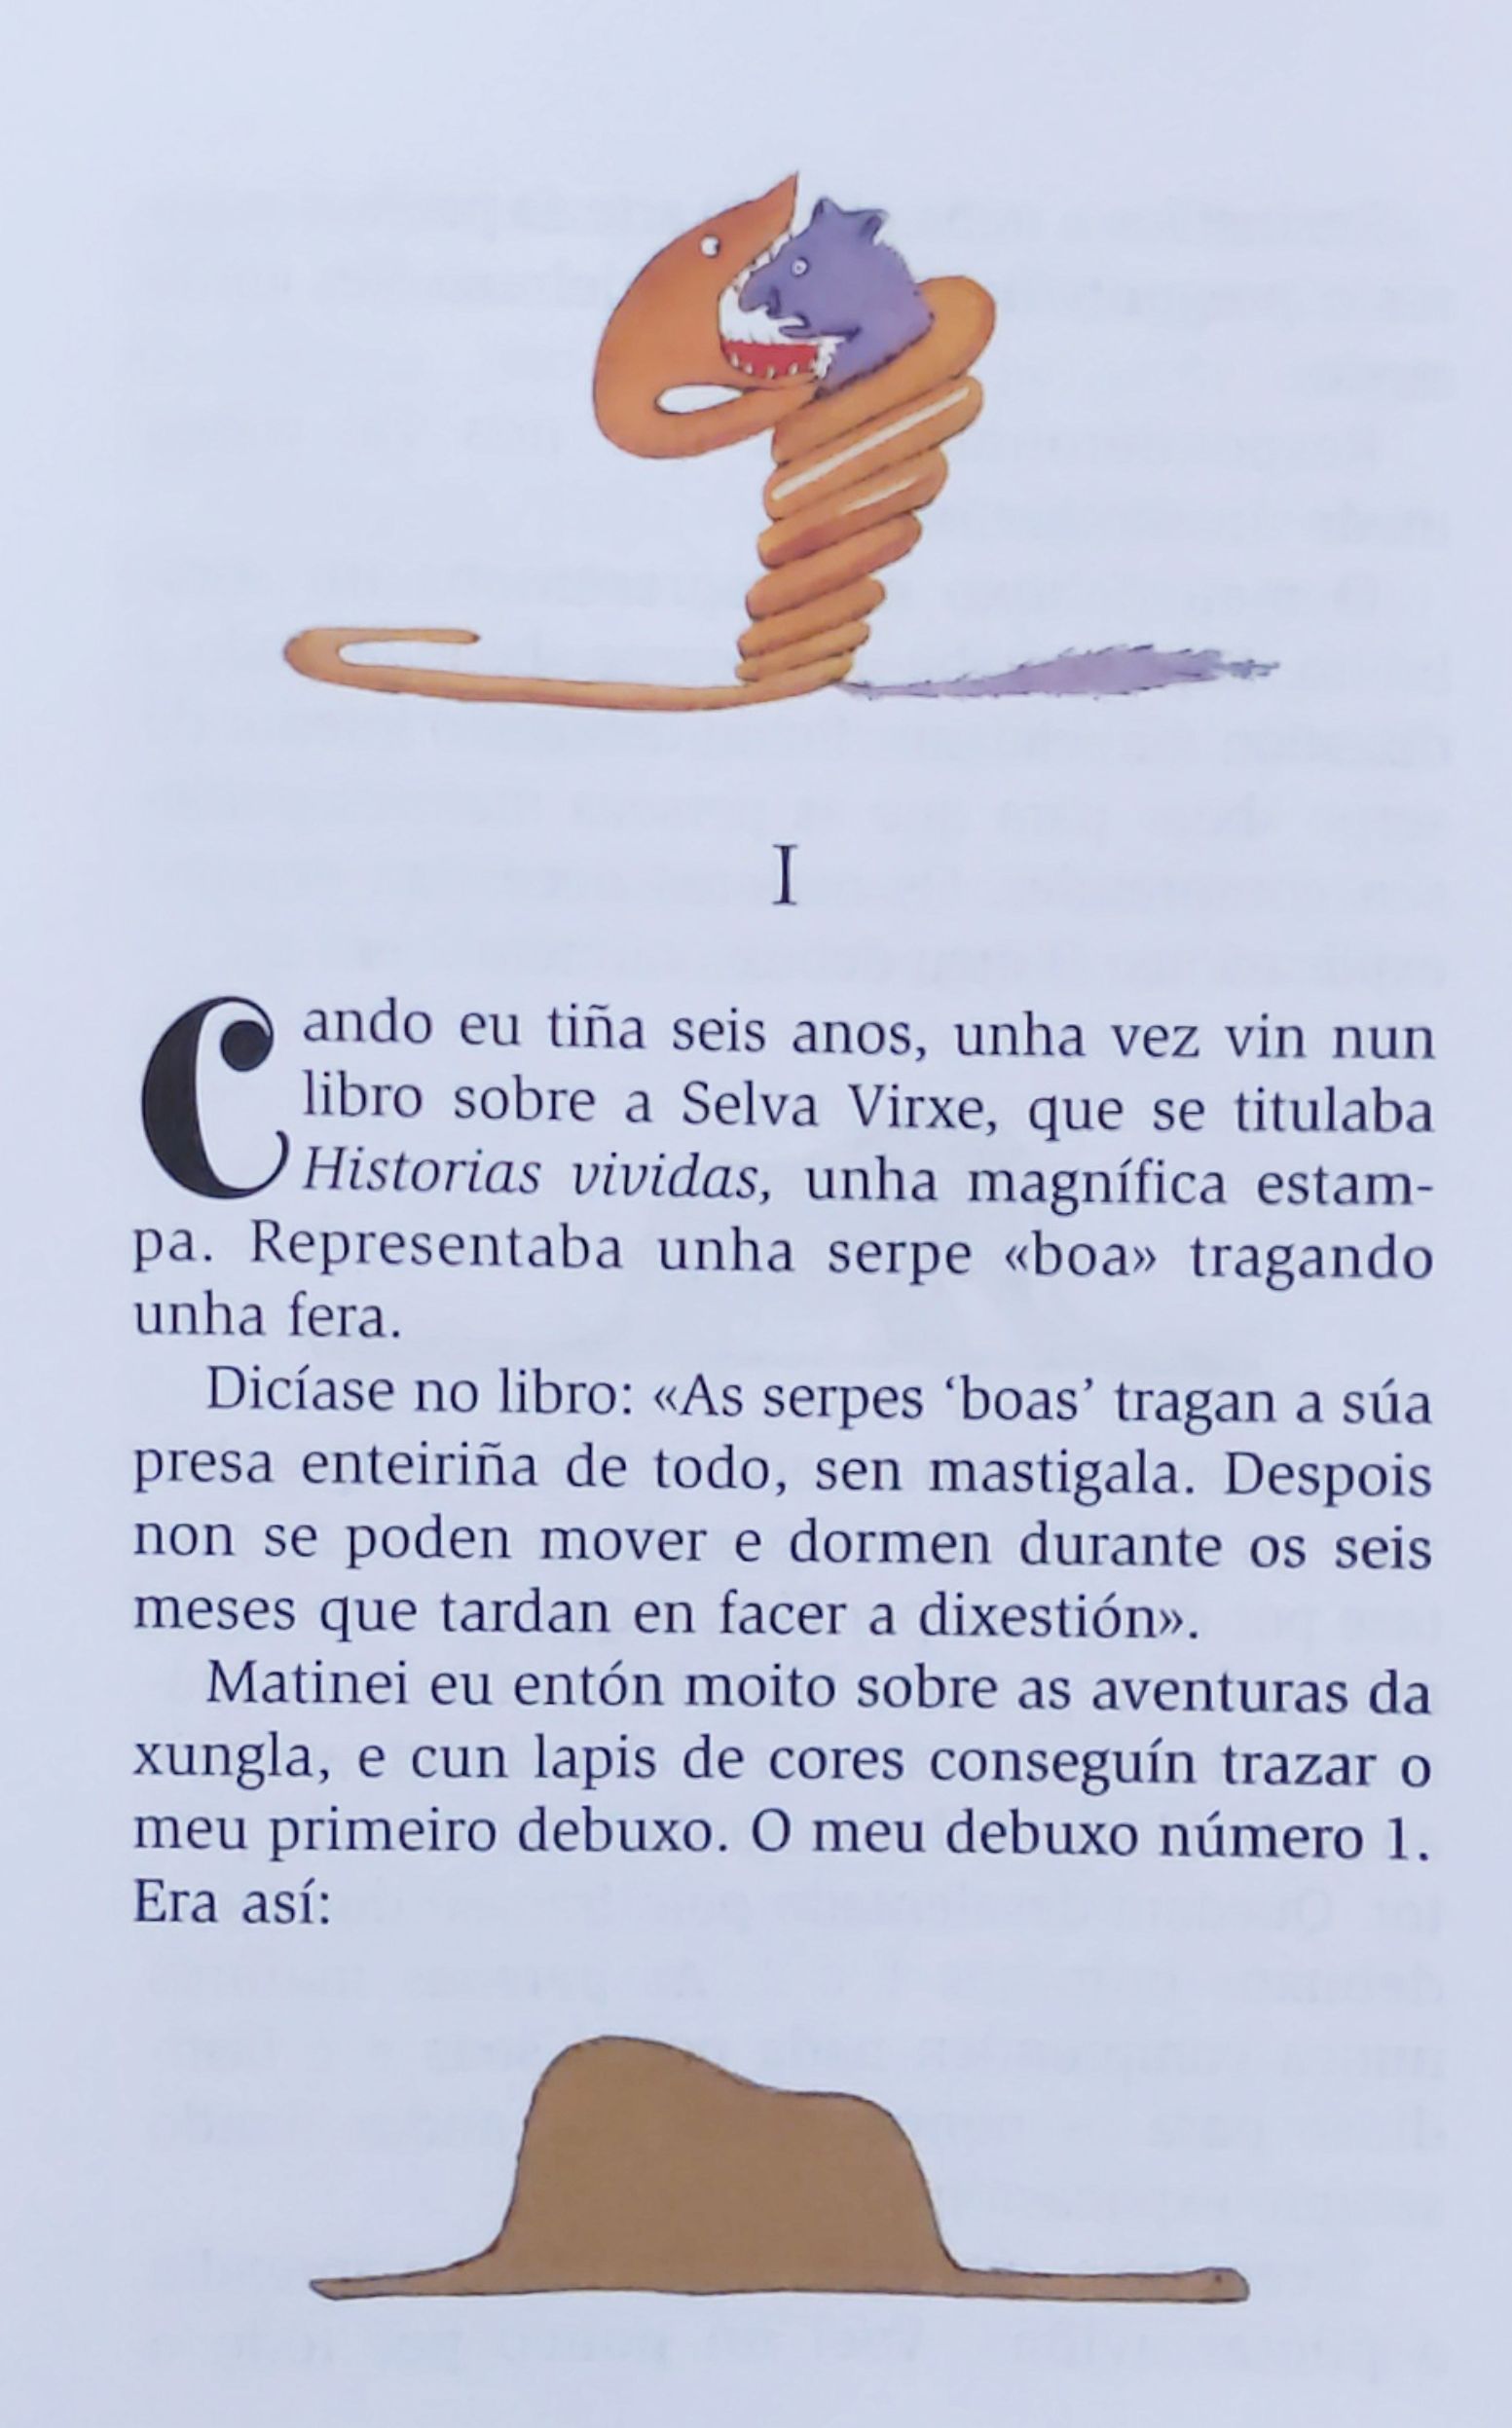 I
Cando eu tiña seis anos, unha vez vin nun
libro sobre a Selva Virxe, que se titulaba
Historias vividas, unha magnífica estam-
pa. Representaba unha serpe «boa» tragando
unha fera.
Dicíase no libro: «As serpes ‘boas’ tragan a súa
presa enteiriña de todo, sen mastigala. Despois
non se poden mover e dormen durante os seis
meses que tardan en facer a dixestión».
Matinei eu entón moito sobre as aventuras da
xungla, e cun lapis de cores conseguín trazar o
meu primeiro debuxo. O meu debuxo número 1.
Era así: